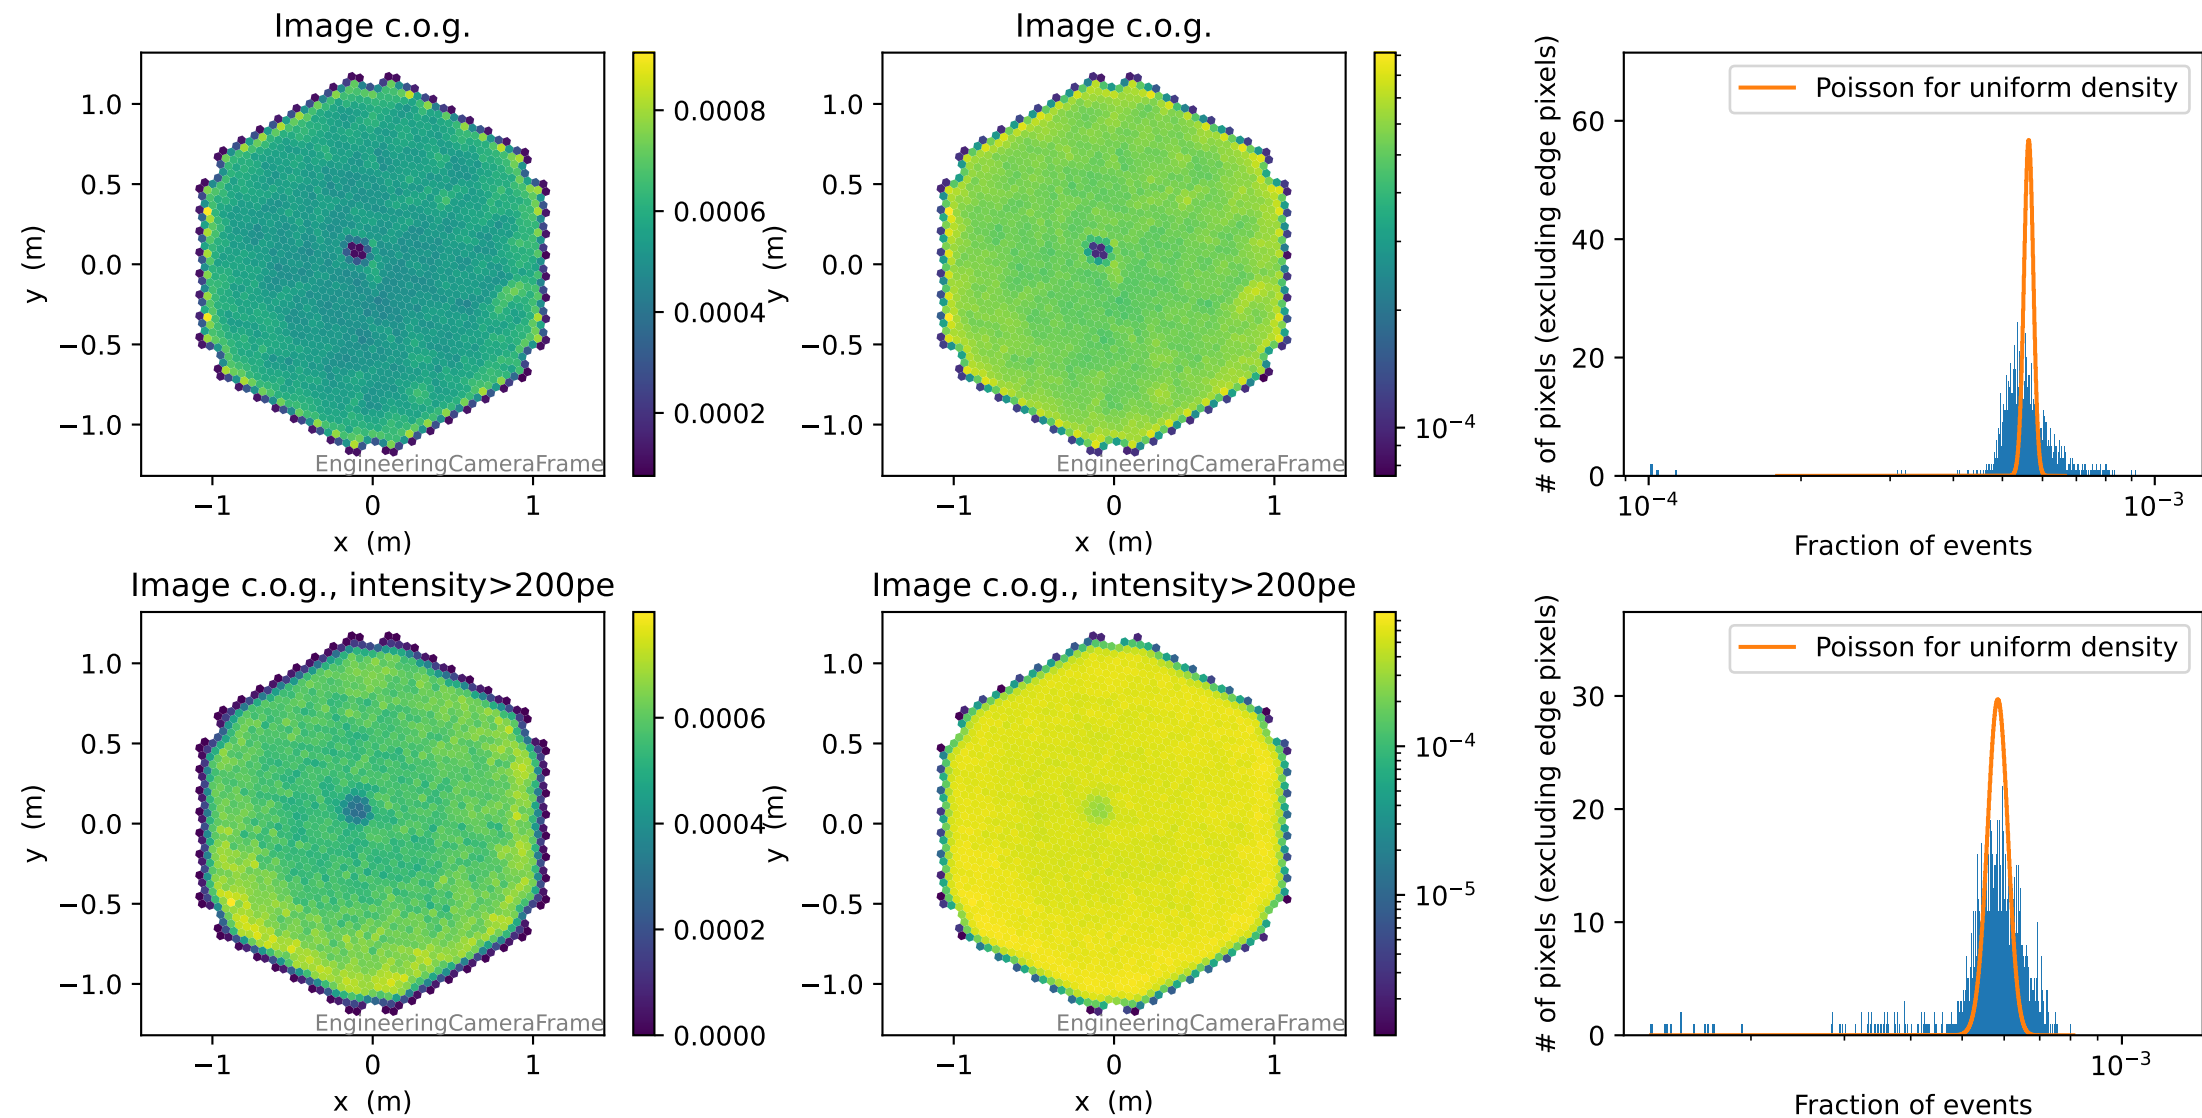 Image c.o.g.
1.0
0.5
0.0
−0.5
−1.0
y (m)
−1
0
1
x (m)
EngineeringCameraFrame
0.0008
0.0006
0.0004
0.0002
Image c.o.g.
1.0
0.5
0.0
−0.5
−1.0
y (m)
−1
0
1
x (m)
EngineeringCameraFrame
10⁻⁴
# of pixels (excluding edge pixels)
60
40
20
0
Poisson for uniform density
10⁻⁴
10⁻³
Fraction of events
Image c.o.g., intensity>200pe
1.0
0.5
0.0
−0.5
−1.0
y (m)
−1
0
1
x (m)
EngineeringCameraFrame
0.0006
0.0004
0.0002
0.0000
Image c.o.g., intensity>200pe
1.0
0.5
0.0
−0.5
−1.0
y (m)
−1
0
1
x (m)
EngineeringCameraFrame
10⁻⁴
10⁻⁵
# of pixels (excluding edge pixels)
30
20
10
0
Poisson for uniform density
10⁻³
Fraction of events